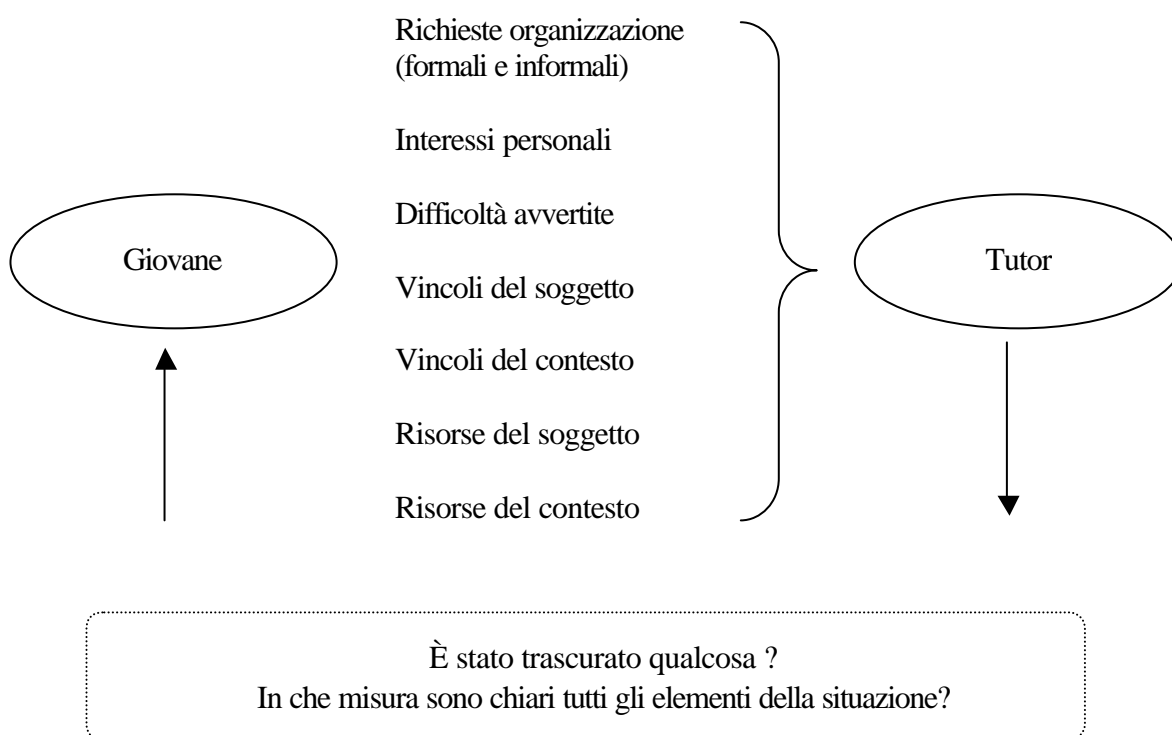 Richieste organizzazione
(formali e informali)
Interessi personali
Difficoltà avvertite
Giovane
Tutor
Vincoli del soggetto
Vincoli del contesto
Risorse del soggetto
Risorse del contesto
È stato trascurato qualcosa ?
In che misura sono chiari tutti gli elementi della situazione?